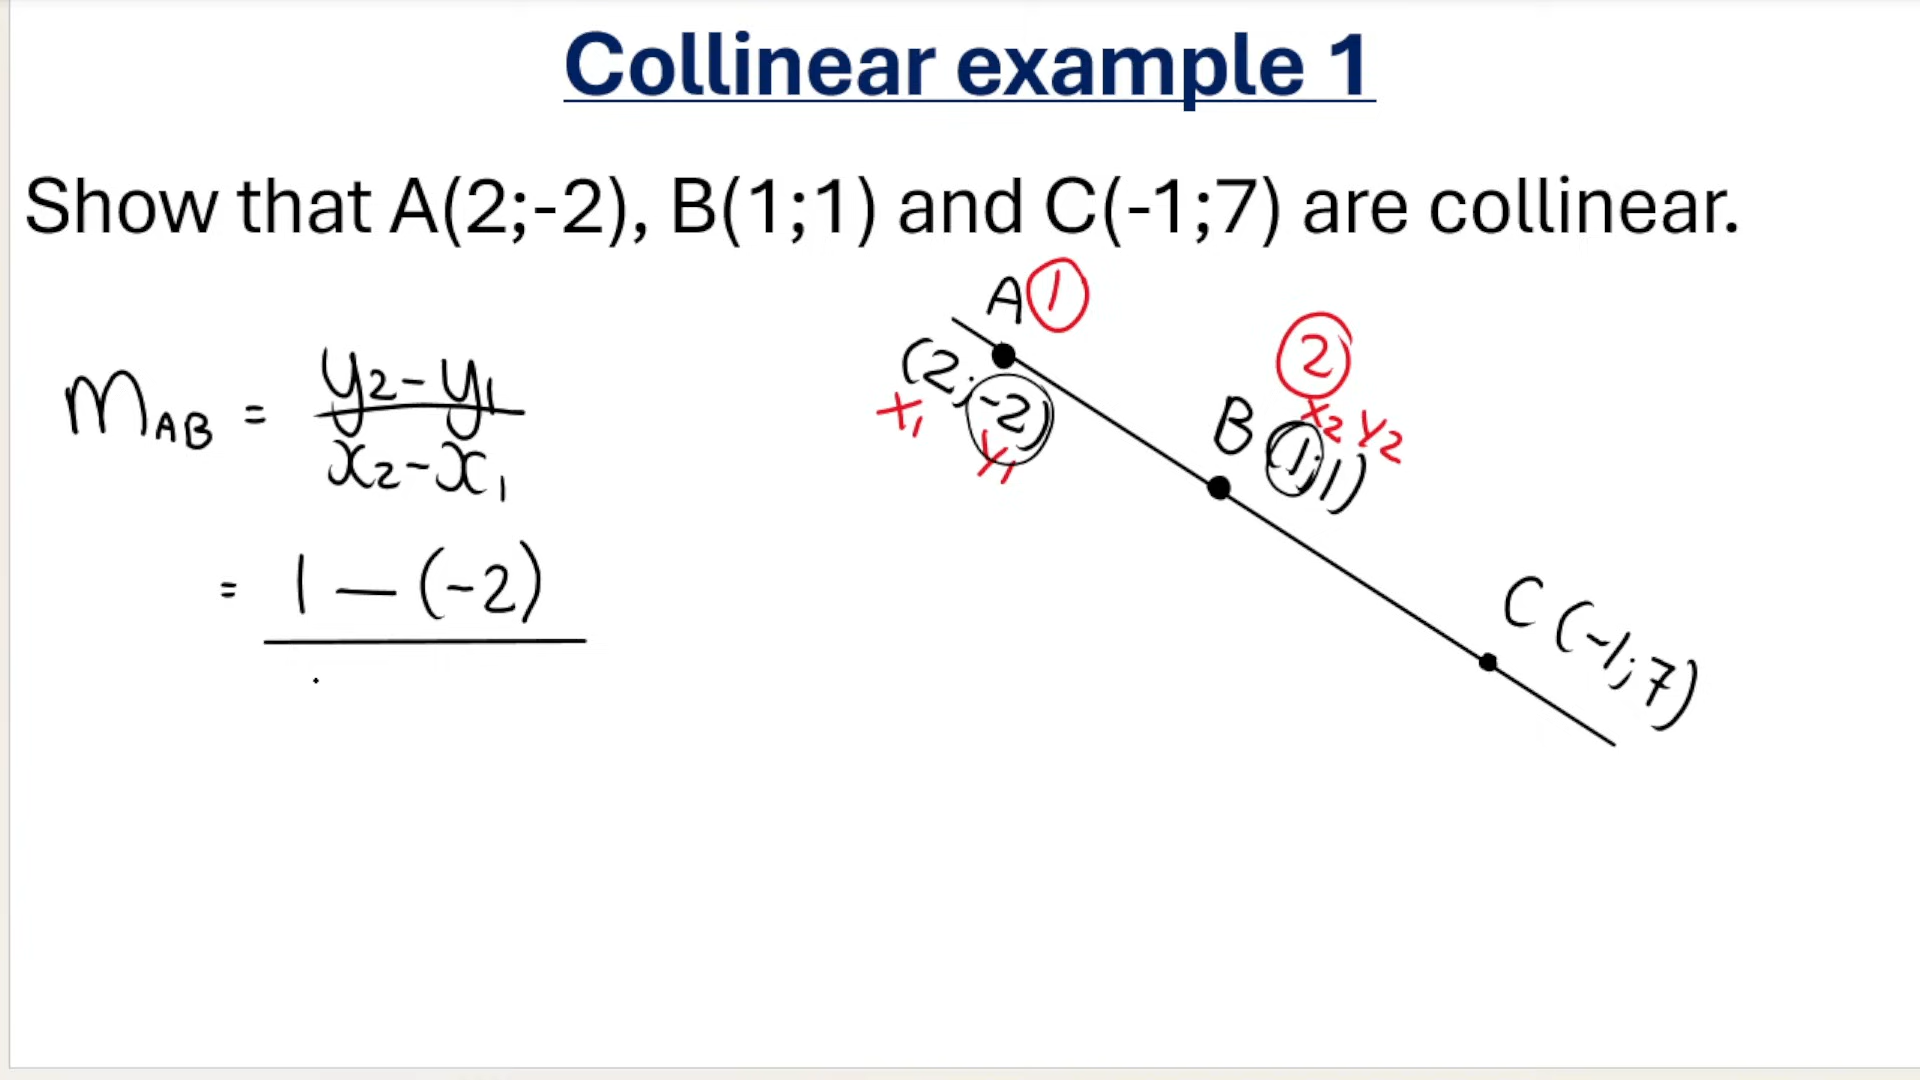 Collinear example 1
Show that A(2;-2), B(1;1) and C(-1;7) are collinear.
A ①
②
m_AB = (y₂-y₁)/(x₂-x₁)
(2;-2)
x₁ y₁
B (1;1)
x₂ y₂
= 1-(-2)
C (-1;7)